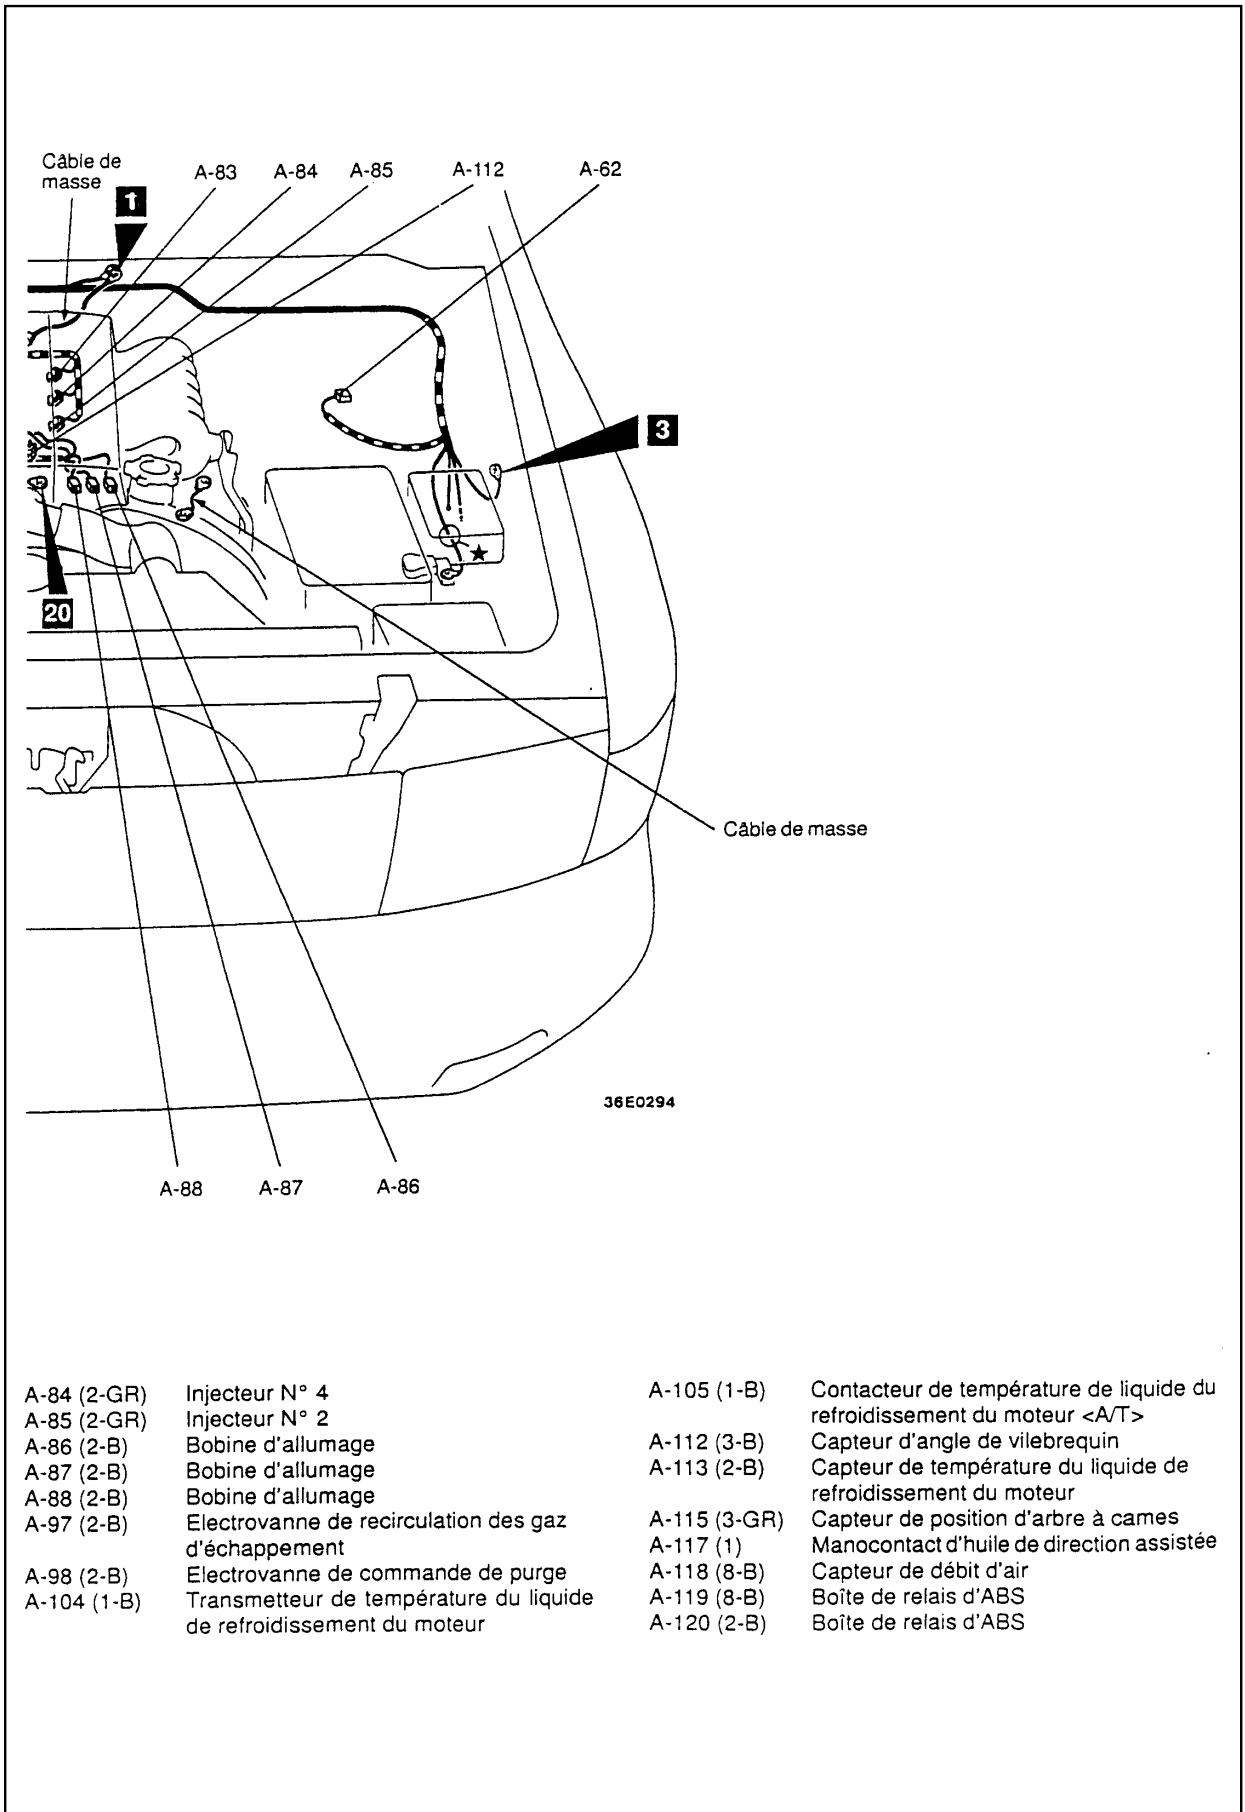 Câble de
masse
A-83
A-84
A-85
A-112
A-62
1
3
20
Câble de masse
36E0294
A-88
A-87
A-86
A-84 (2-GR) Injecteur N° 4
A-85 (2-GR) Injecteur N° 2
A-86 (2-B) Bobine d'allumage
A-87 (2-B) Bobine d'allumage
A-88 (2-B) Bobine d'allumage
A-97 (2-B) Electrovanne de recirculation des gaz
d'échappement
A-98 (2-B) Electrovanne de commande de purge
A-104 (1-B) Transmetteur de température du liquide
de refroidissement du moteur
A-105 (1-B) Contacteur de température de liquide du
refroidissement du moteur <A/T>
A-112 (3-B) Capteur d'angle de vilebrequin
A-113 (2-B) Capteur de température du liquide de
refroidissement du moteur
A-115 (3-GR) Capteur de position d'arbre à cames
A-117 (1) Manocontact d'huile de direction assistée
A-118 (8-B) Capteur de débit d'air
A-119 (8-B) Boîte de relais d'ABS
A-120 (2-B) Boîte de relais d'ABS